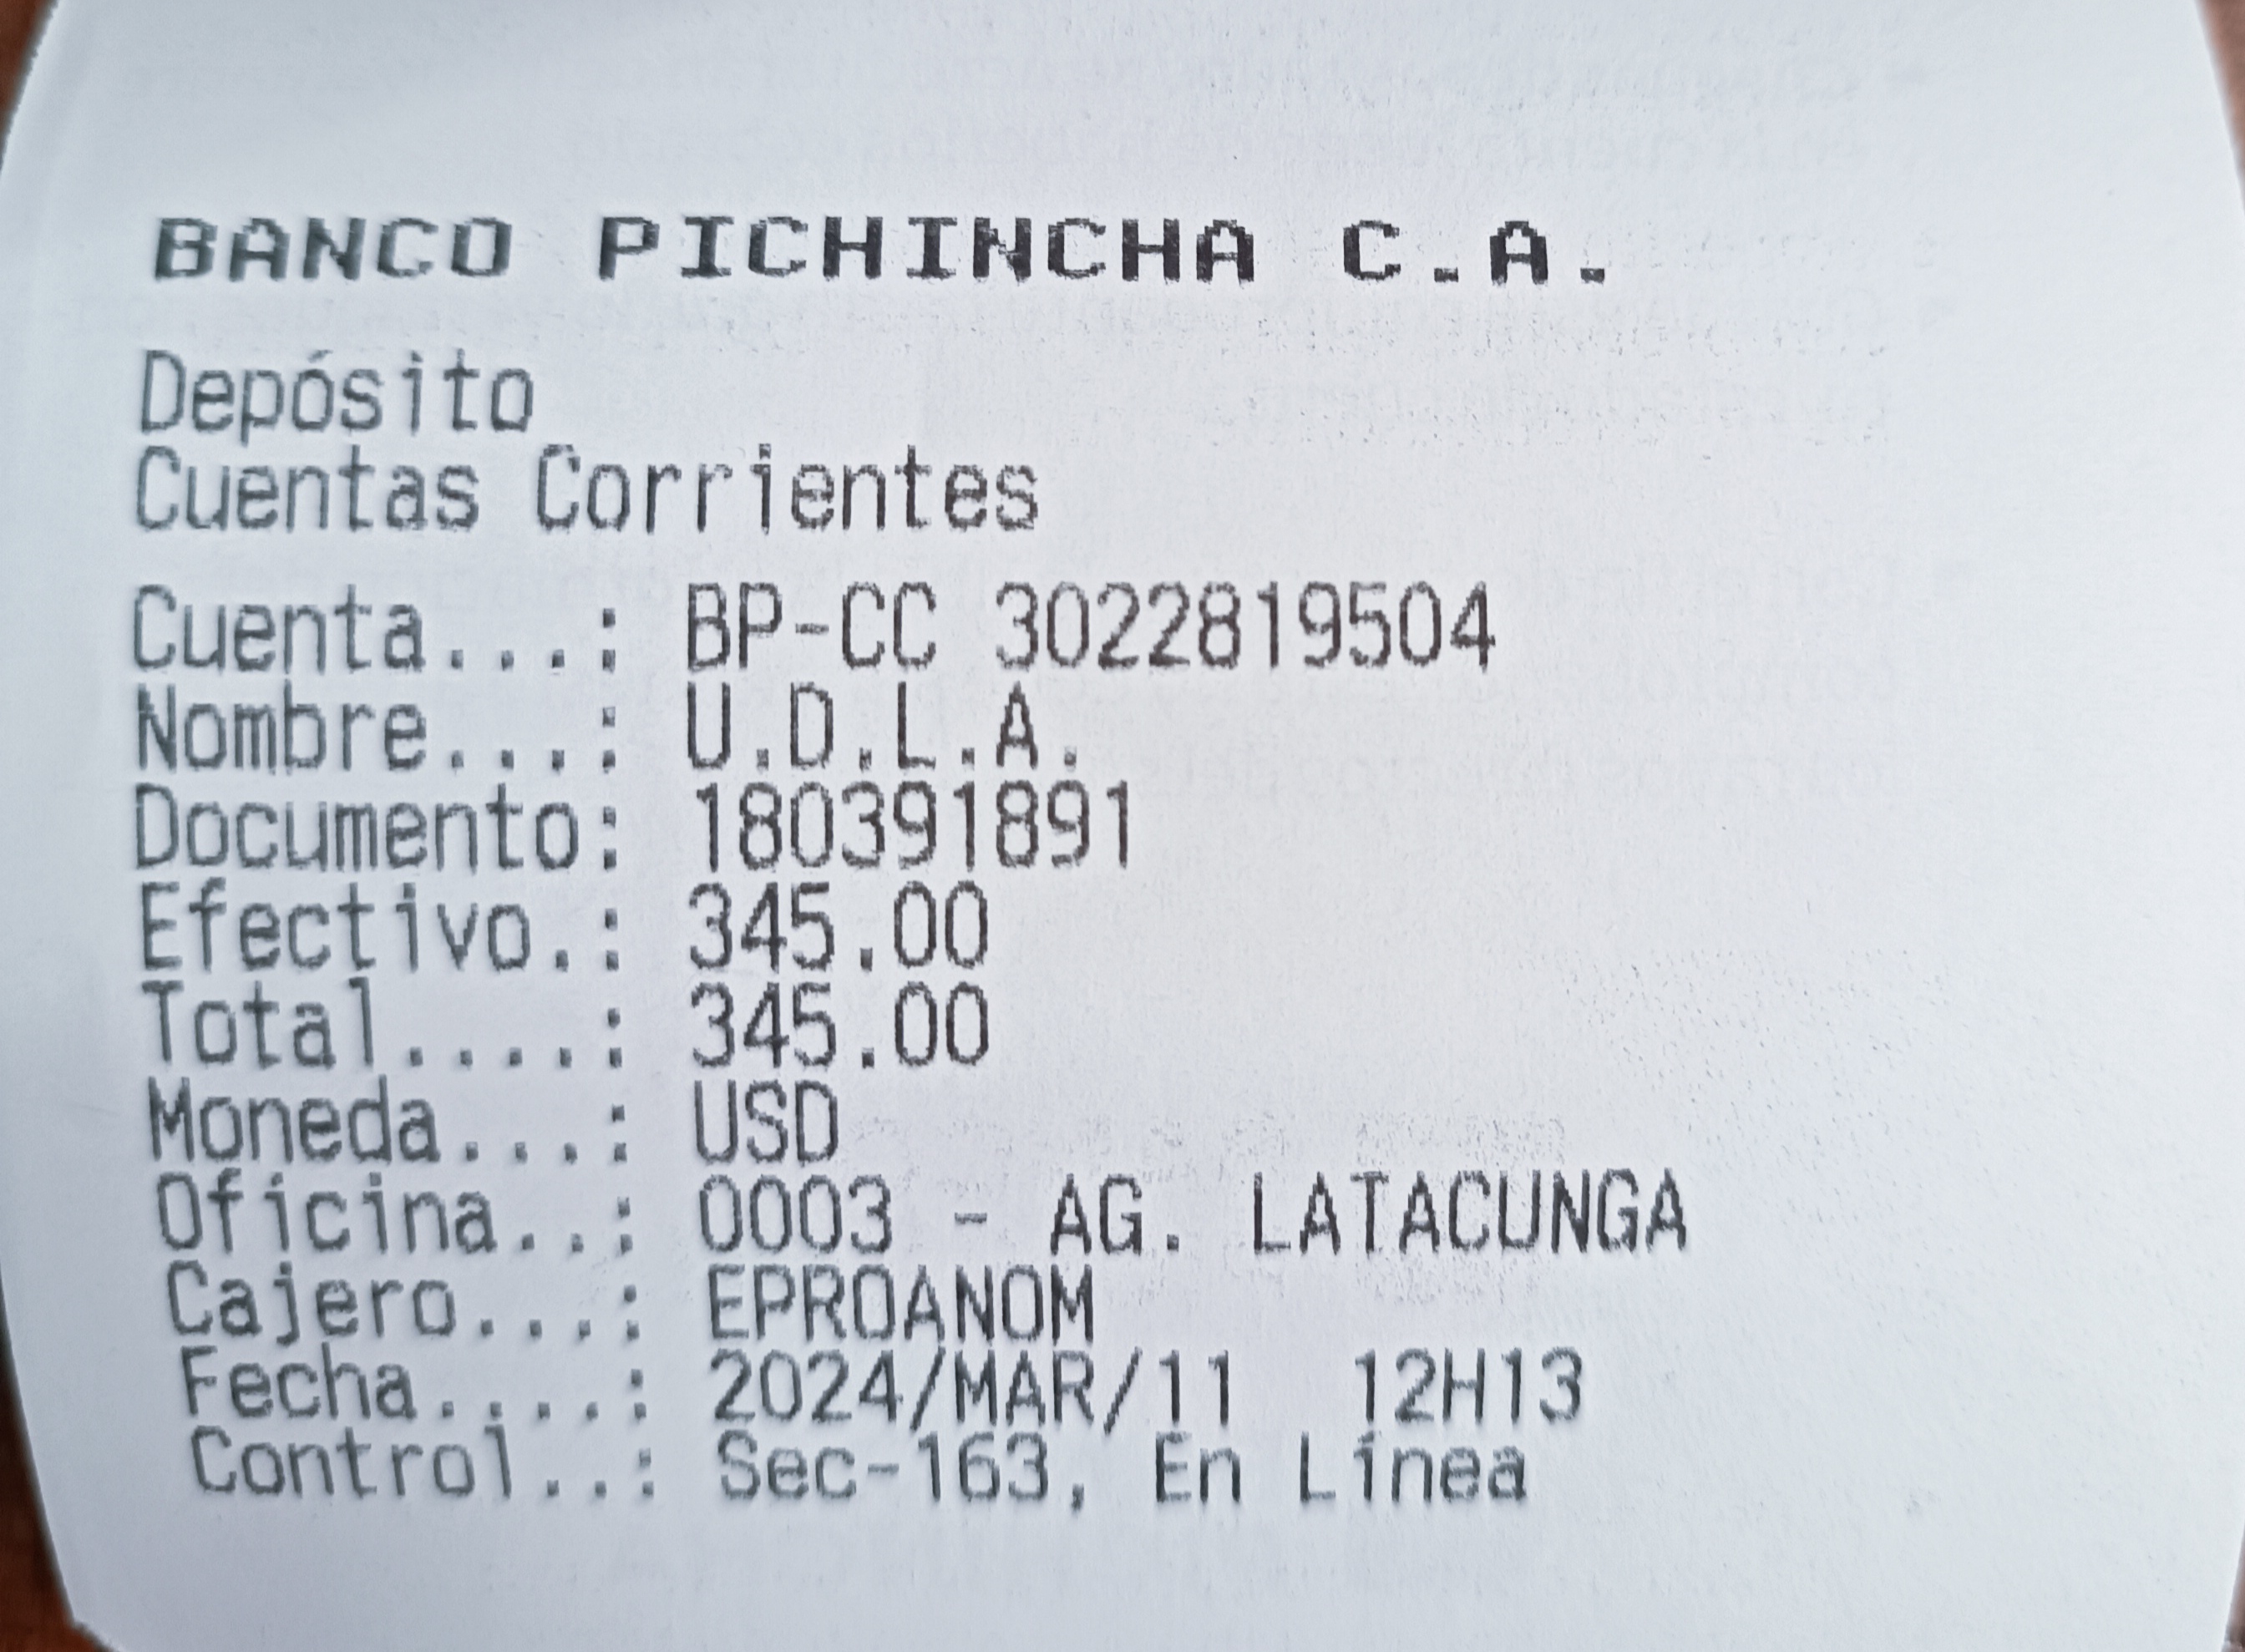 BANCO PICHINCHA C.A.
Depósito
Cuentas Corrientes
Cuenta...: BP-CC 3022819504
Nombre...: U.D.L.A.
Documento: 180391891
Efectivo.: 345.00
Total....: 345.00
Moneda...: USD
Oficina..: 0003 - AG. LATACUNGA
Cajero...: EPROANOM
Fecha....: 2024/MAR/11 12H13
Control..: Sec-163, En Línea